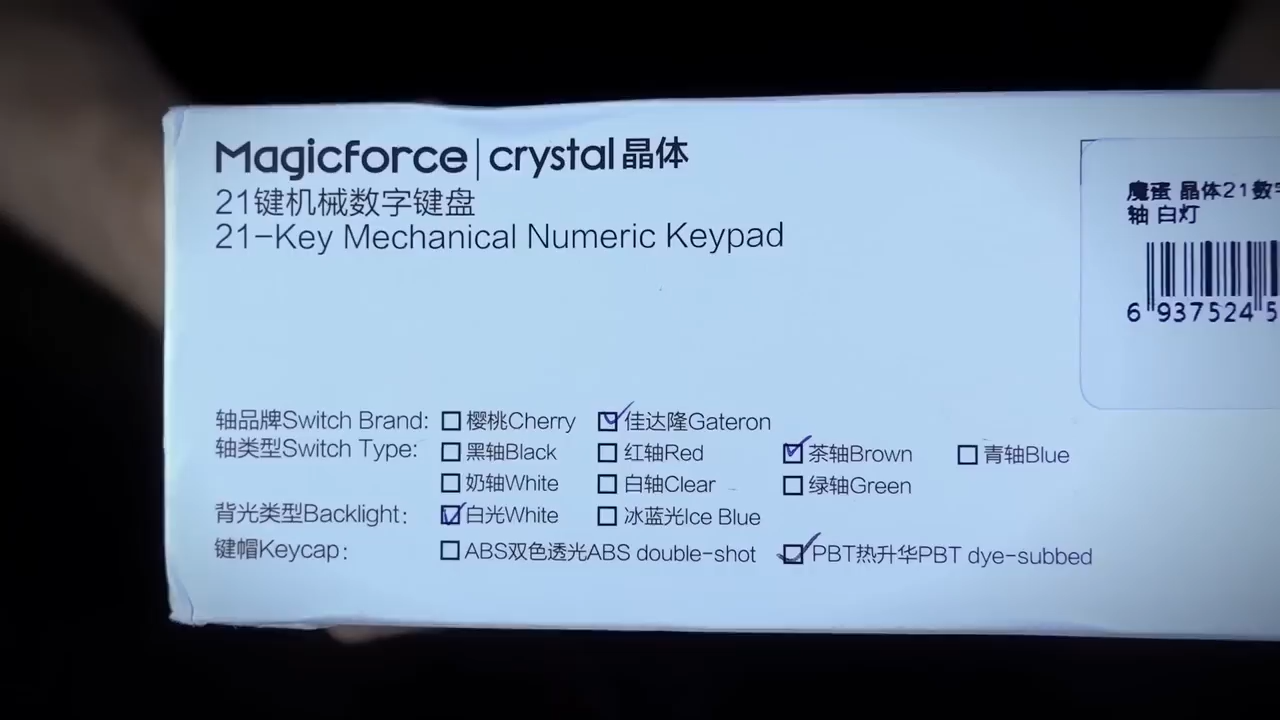 Magicforce|crystal晶体
21键机械数字键盘
21-Key Mechanical Numeric Keypad
魔蛋 晶体21数字
轴 白灯
6 937524 5
轴品牌Switch Brand: 樱桃Cherry 佳达隆Gateron
轴类型Switch Type: 黑轴Black 红轴Red 茶轴Brown 青轴Blue
奶轴White 白轴Clear 绿轴Green
背光类型Backlight: 白光White 冰蓝光Ice Blue
键帽Keycap: ABS双色透光ABS double-shot PBT热升华PBT dye-subbed